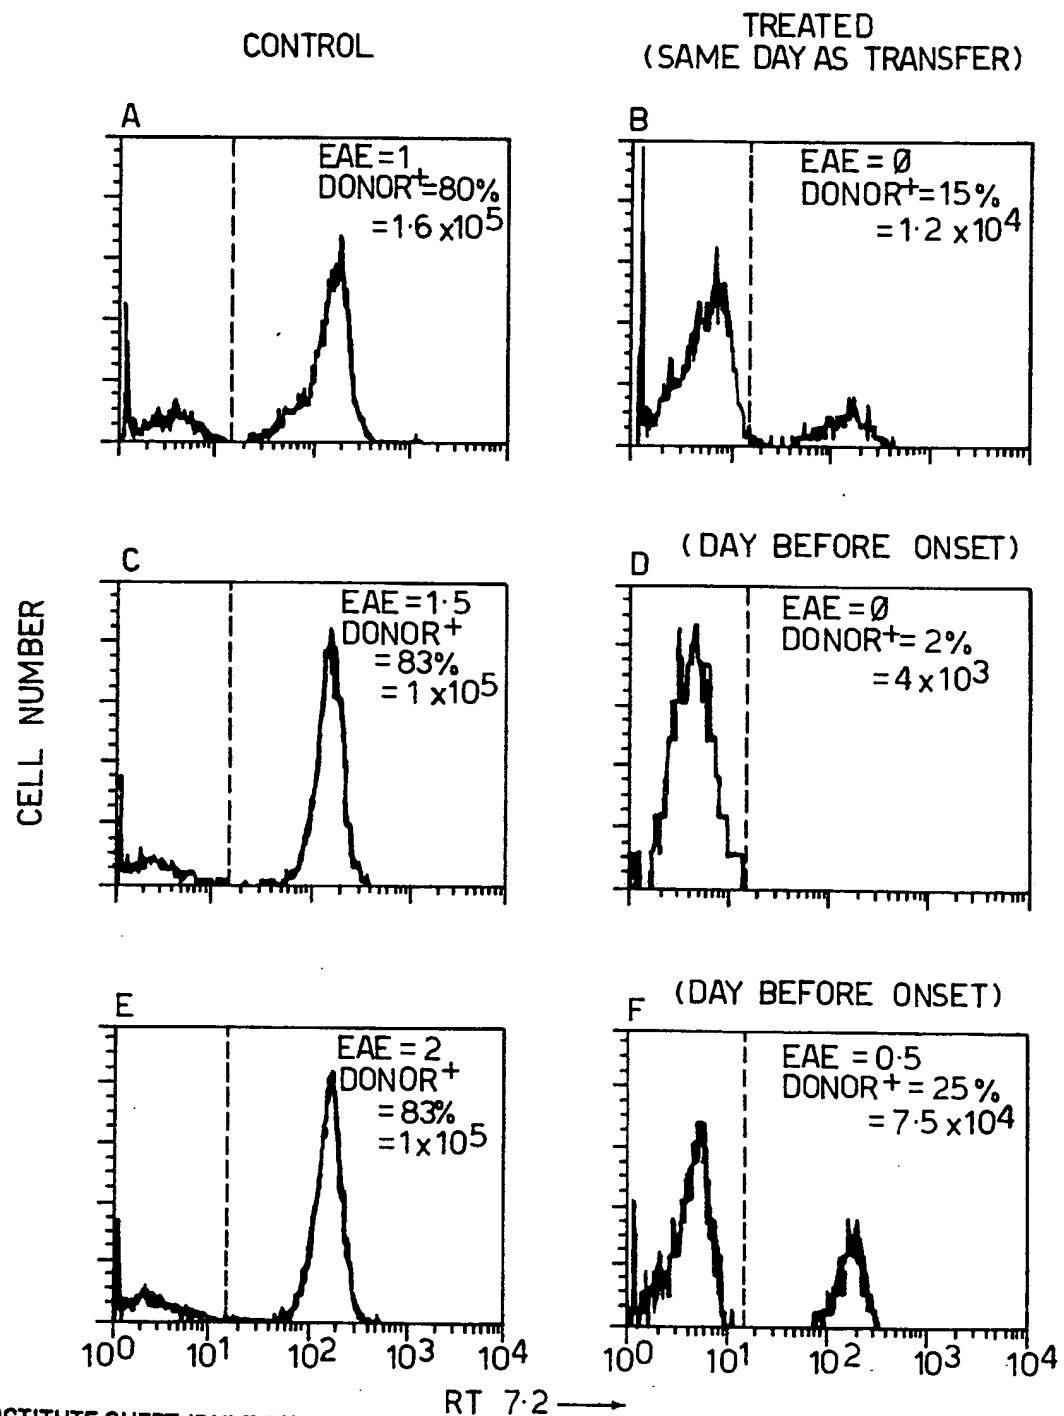 CONTROL
TREATED
(SAME DAY AS TRANSFER)
A
EAE = 1
DONOR+=80%
=1·6 x10^5
B
EAE = Ø
DONOR+=15%
=1·2 x10^4
C
EAE = 1·5
DONOR+
= 83%
= 1 x10^5
(DAY BEFORE ONSET)
D
EAE = Ø
DONOR+= 2%
= 4 x10^3
CELL NUMBER
E
EAE = 2
DONOR+
= 83%
=1x10^5
(DAY BEFORE ONSET)
F
EAE = 0·5
DONOR+ = 25%
= 7·5 x10^4
10^0 10^1 10^2 10^3 10^4
10^0 10^1 10^2 10^3 10^4
RT 7·2